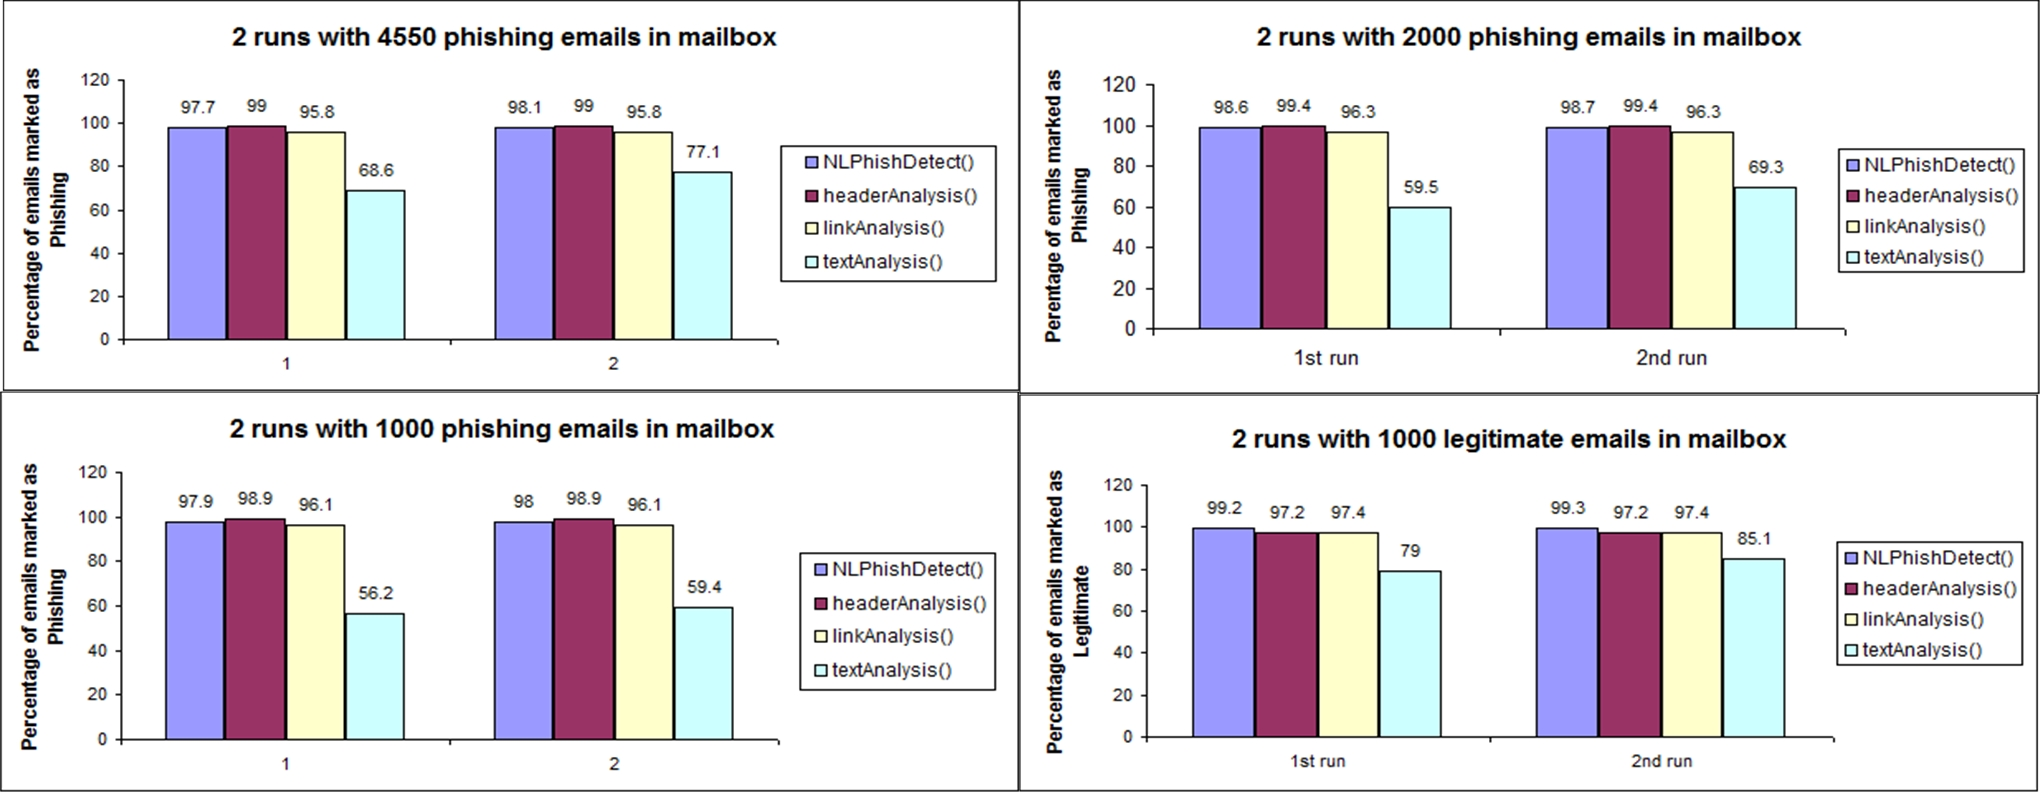 2 runs with 4550 phishing emails in mailbox
Percentage of emails marked as
Phishing
120
100
80
60
40
20
0
97.7 99 95.8 68.6
98.1 99 95.8 77.1
1 2
NLPhishDetect()
headerAnalysis()
linkAnalysis()
textAnalysis()
2 runs with 2000 phishing emails in mailbox
Perentage of emails marked as
Phishing
120
100
80
60
40
20
0
98.6 99.4 96.3 59.5
98.7 99.4 96.3 69.3
1st run 2nd run
NLPhishDetect()
headerAnalysis()
linkAnalysis()
textAnalysis()
2 runs with 1000 phishing emails in mailbox
Percentage of emails marked as
Phishing
120
100
80
60
40
20
0
97.9 98.9 96.1 56.2
98 98.9 96.1 59.4
1 2
NLPhishDetect()
headerAnalysis()
linkAnalysis()
textAnalysis()
2 runs with 1000 legitimate emails in mailbox
Percentage of emails marked as
Legitimate
120
100
80
60
40
20
0
99.2 97.2 97.4 79
99.3 97.2 97.4 85.1
1st run 2nd run
NLPhishDetect()
headerAnalysis()
linkAnalysis()
textAnalysis()